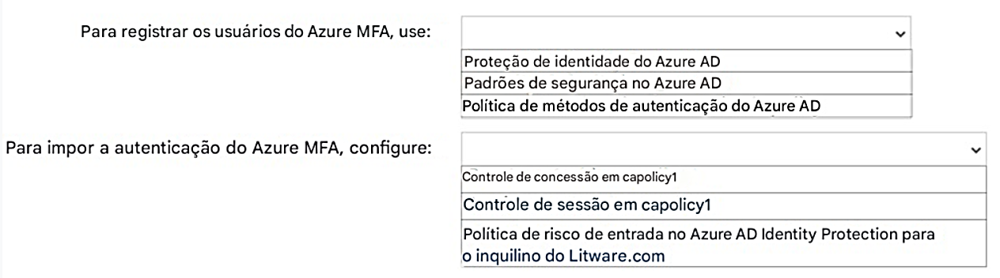 Para registrar os usuários do Azure MFA, use:
Proteção de identidade do Azure AD
Padrões de segurança no Azure AD
Política de métodos de autenticação do Azure AD
Para impor a autenticação do Azure MFA, configure:
Controle de concessão em capolicy1
Controle de sessão em capolicy1
Política de risco de entrada no Azure AD Identity Protection para
o inquilino do Litware.com